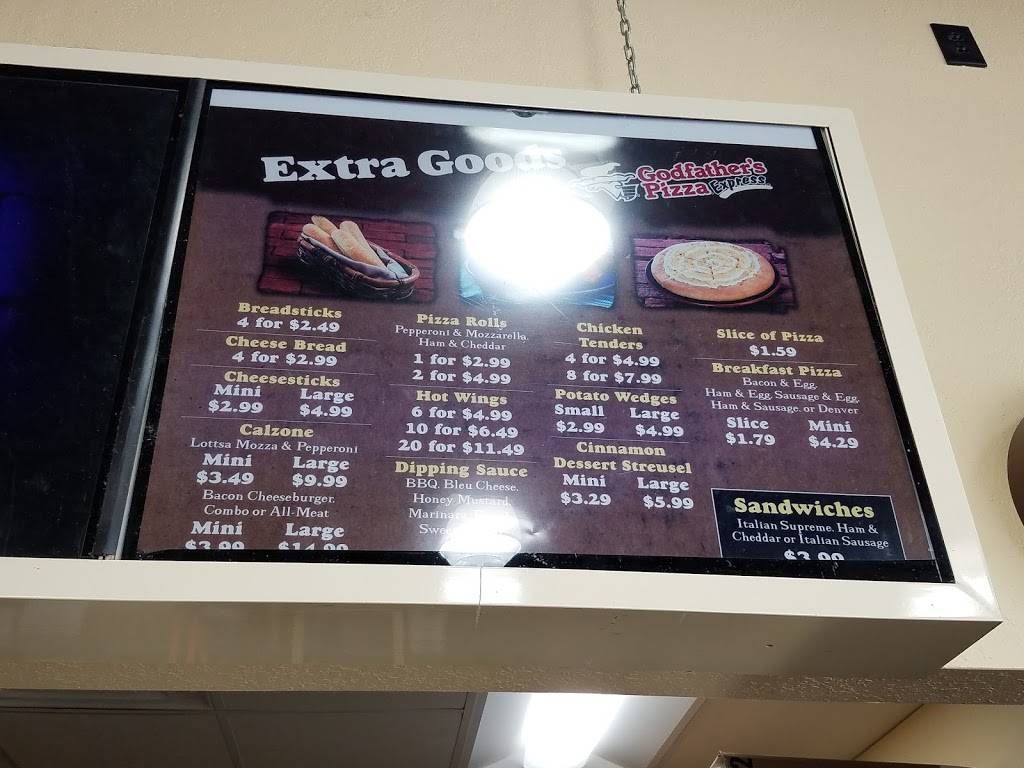 Extra Goods
Godfather's
Pizza Express
Breadsticks
4 for $2.49
Cheese Bread
4 for $2.99
Cheesesticks
Mini Large
$2.99 $4.99
Calzone
Lottsa Mozza & Pepperoni
Mini Large
$3.49 $9.99
Bacon Cheeseburger,
Combo or All-Meat
Mini Large
$3.99 $14.99
Pizza Rolls
Pepperoni & Mozzarella,
Ham & Cheddar
1 for $2.99
2 for $4.99
Hot Wings
6 for $4.99
10 for $6.49
20 for $11.49
Dipping Sauce
BBQ, Bleu Cheese,
Honey Mustard,
Chicken
Tenders
4 for $4.99
8 for $7.99
Potato Wedges
Small Large
$2.99 $4.99
Cinnamon
Dessert Streusel
Mini Large
$3.29 $5.99
Slice of Pizza
$1.59
Breakfast Pizza
Bacon & Egg,
Ham & Egg, Sausage & Egg,
Ham & Sausage, or Denver
Slice Mini
$1.79 $4.29
Sandwiches
Italian Supreme, Ham &
Cheddar or Italian Sausage
$3.99